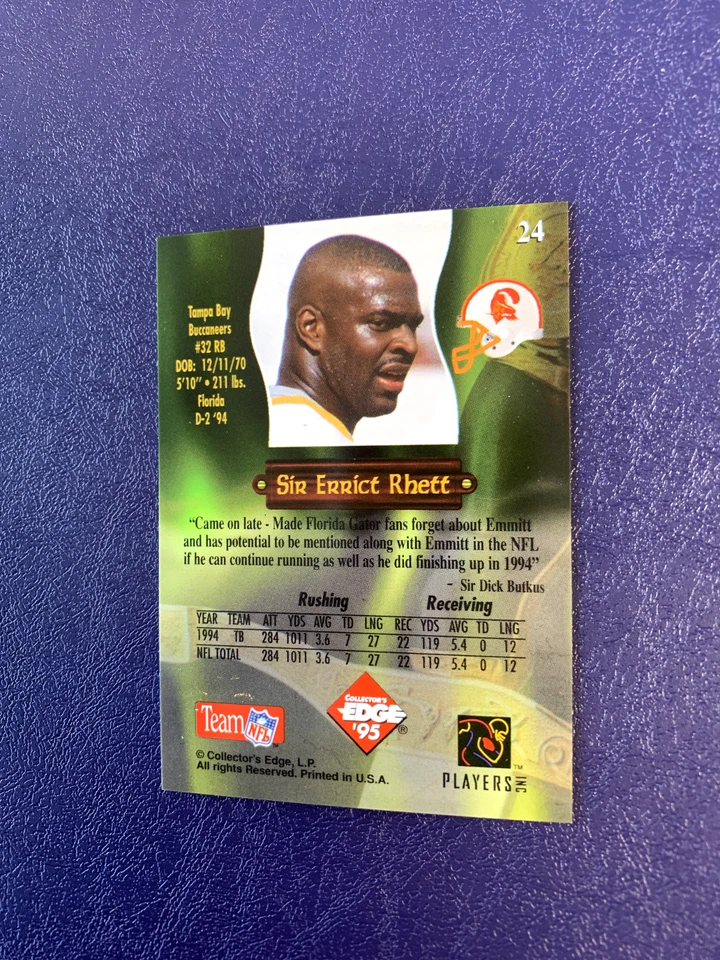 24
Tampa Bay
Buccaneers
#32 RB
DOB: 12/11/70
5'10" • 211 lbs.
Florida
D-2 '94
Sir Errict Rhett
"Came on late - Made Florida Gator fans forget about Emmitt
and has potential to be mentioned along with Emmitt in the NFL
if he can continue running as well as he did finishing up in 1994"
- Sir Dick Butkus
Rushing Receiving
YEAR TEAM ATT YDS AVG TD LNG REC YDS AVG TD LNG
1994 TB 284 1011 3.6 7 27 22 119 5.4 0 12
NFL TOTAL 284 1011 3.6 7 27 22 119 5.4 0 12
Team NFL™
Collector's
EDGE
'95 ®
© Collector's Edge, L.P.
All rights Reserved. Printed in U.S.A.
™
PLAYERS INC